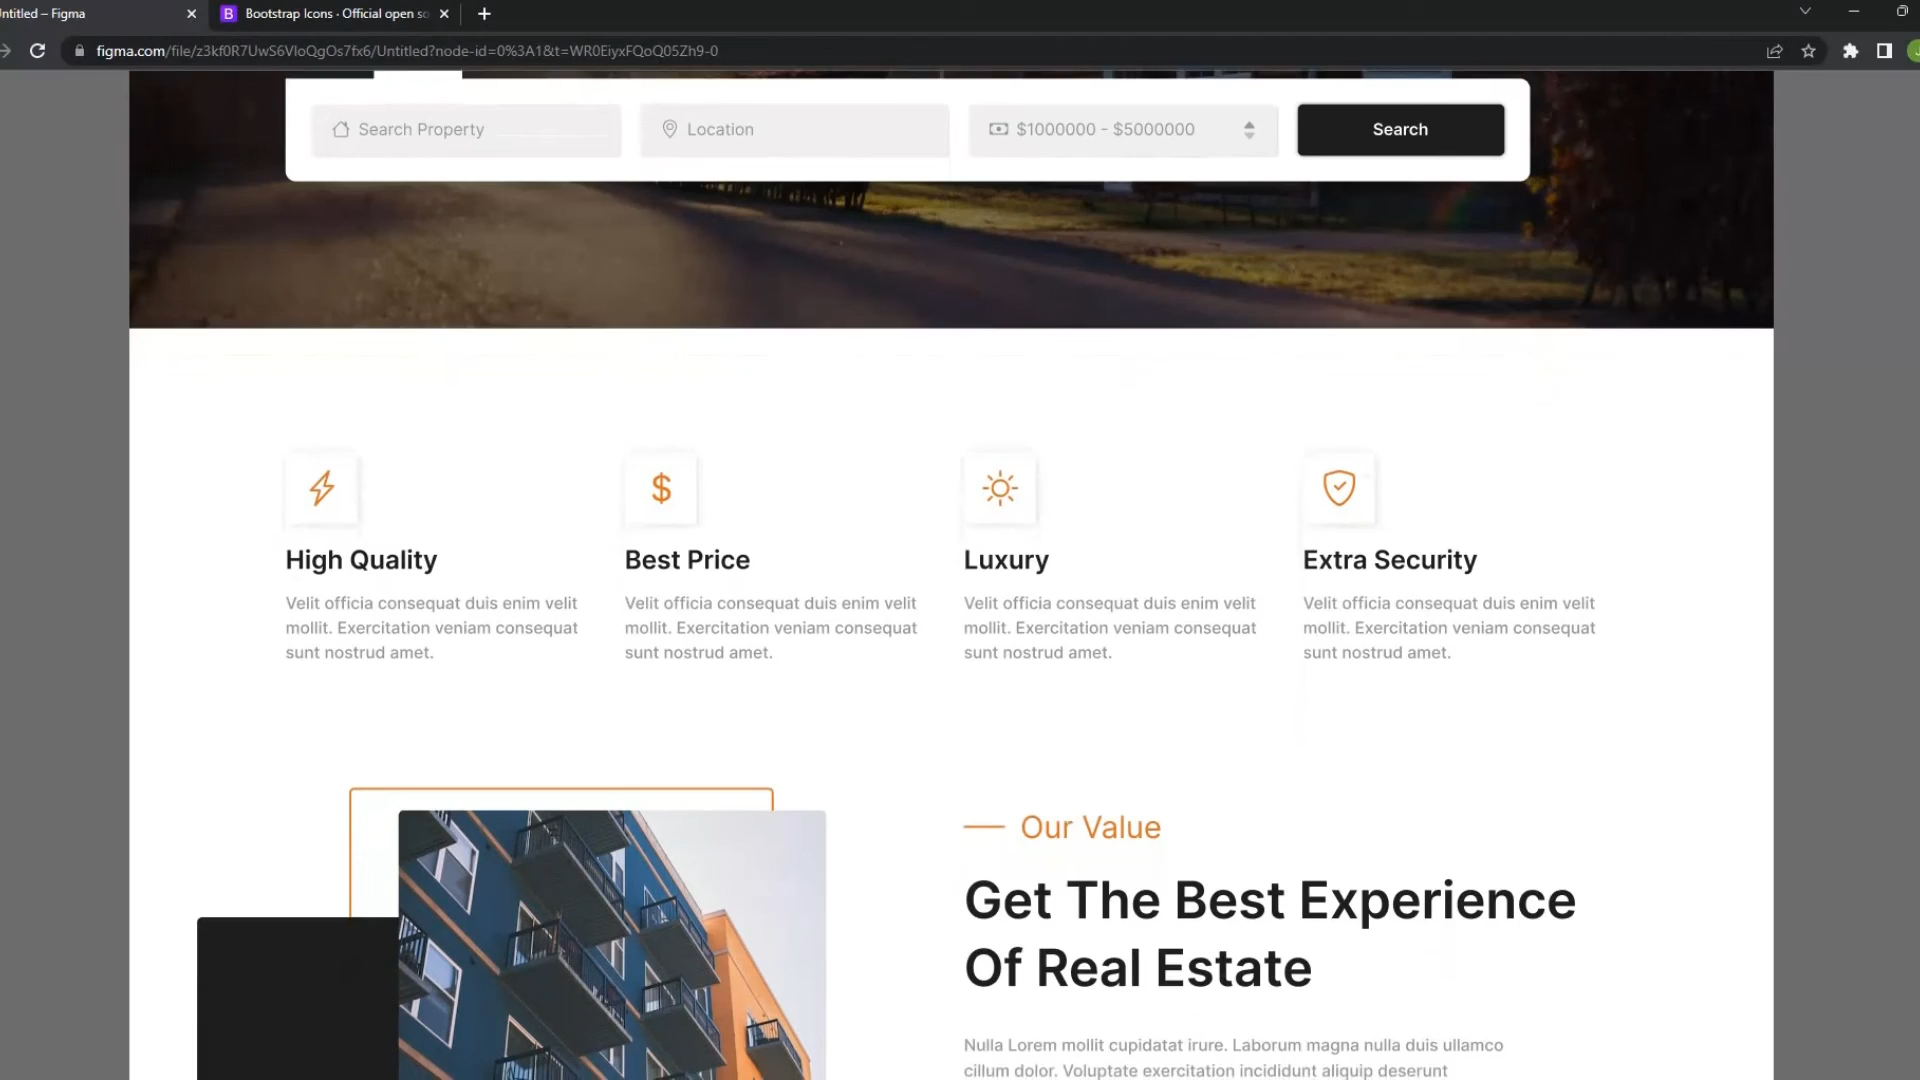 Untitled – Figma
Bootstrap Icons · Official open so
figma.com/file/z3kf0R7UwS6VloQgOs7fx6/Untitled?node-id=0%3A1&t=WR0EiyxFQoQ05Zh9-0
Search Property
Location
$1000000 - $5000000
Search
High Quality
Velit officia consequat duis enim velit
mollit. Exercitation veniam consequat
sunt nostrud amet.
Best Price
Velit officia consequat duis enim velit
mollit. Exercitation veniam consequat
sunt nostrud amet.
Luxury
Velit officia consequat duis enim velit
mollit. Exercitation veniam consequat
sunt nostrud amet.
Extra Security
Velit officia consequat duis enim velit
mollit. Exercitation veniam consequat
sunt nostrud amet.
Our Value
Get The Best Experience
Of Real Estate
Nulla Lorem mollit cupidatat irure. Laborum magna nulla duis ullamco
cillum dolor. Voluptate exercitation incididunt aliquip deserunt